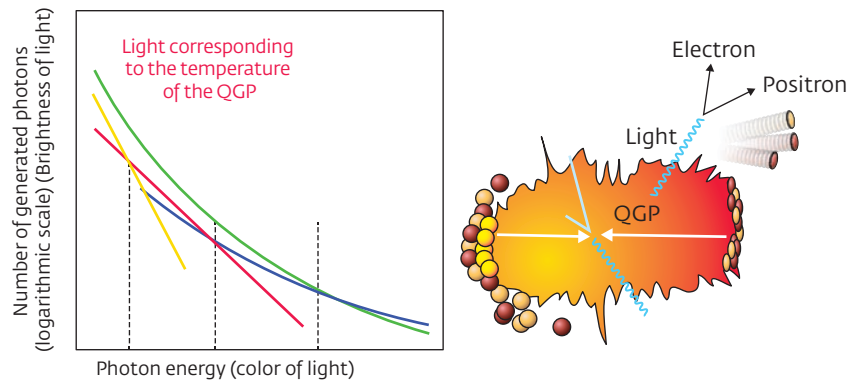 Number of generated photons
(logarithmic scale) (Brightness of light)
Light corresponding
to the temperature
of the QGP
Photon energy (color of light)
Electron
Positron
Light
QGP